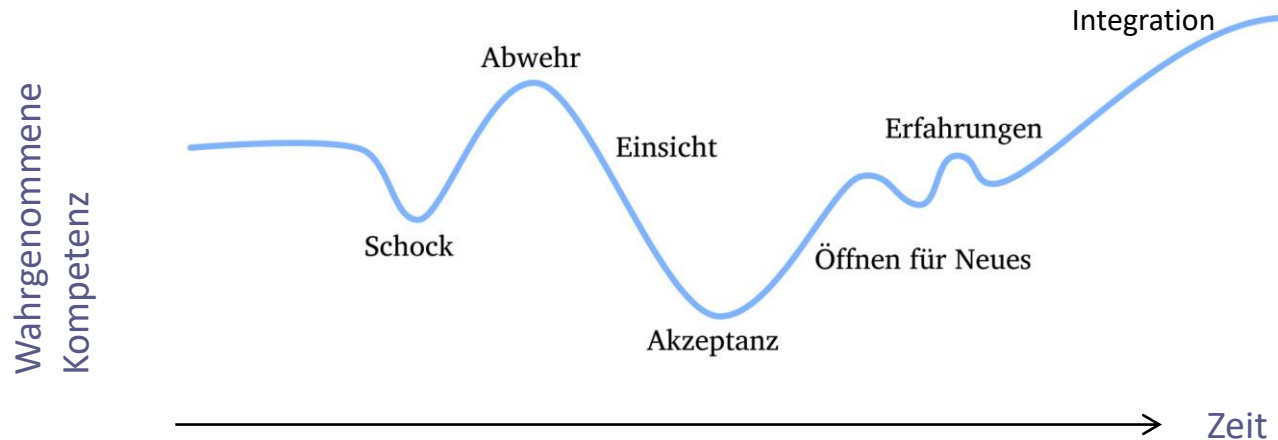 Integration
Abwehr
Erfahrungen
Einsicht
Schock
Öffnen für Neues
Akzeptanz
Wahrgenommene
Kompetenz
Zeit